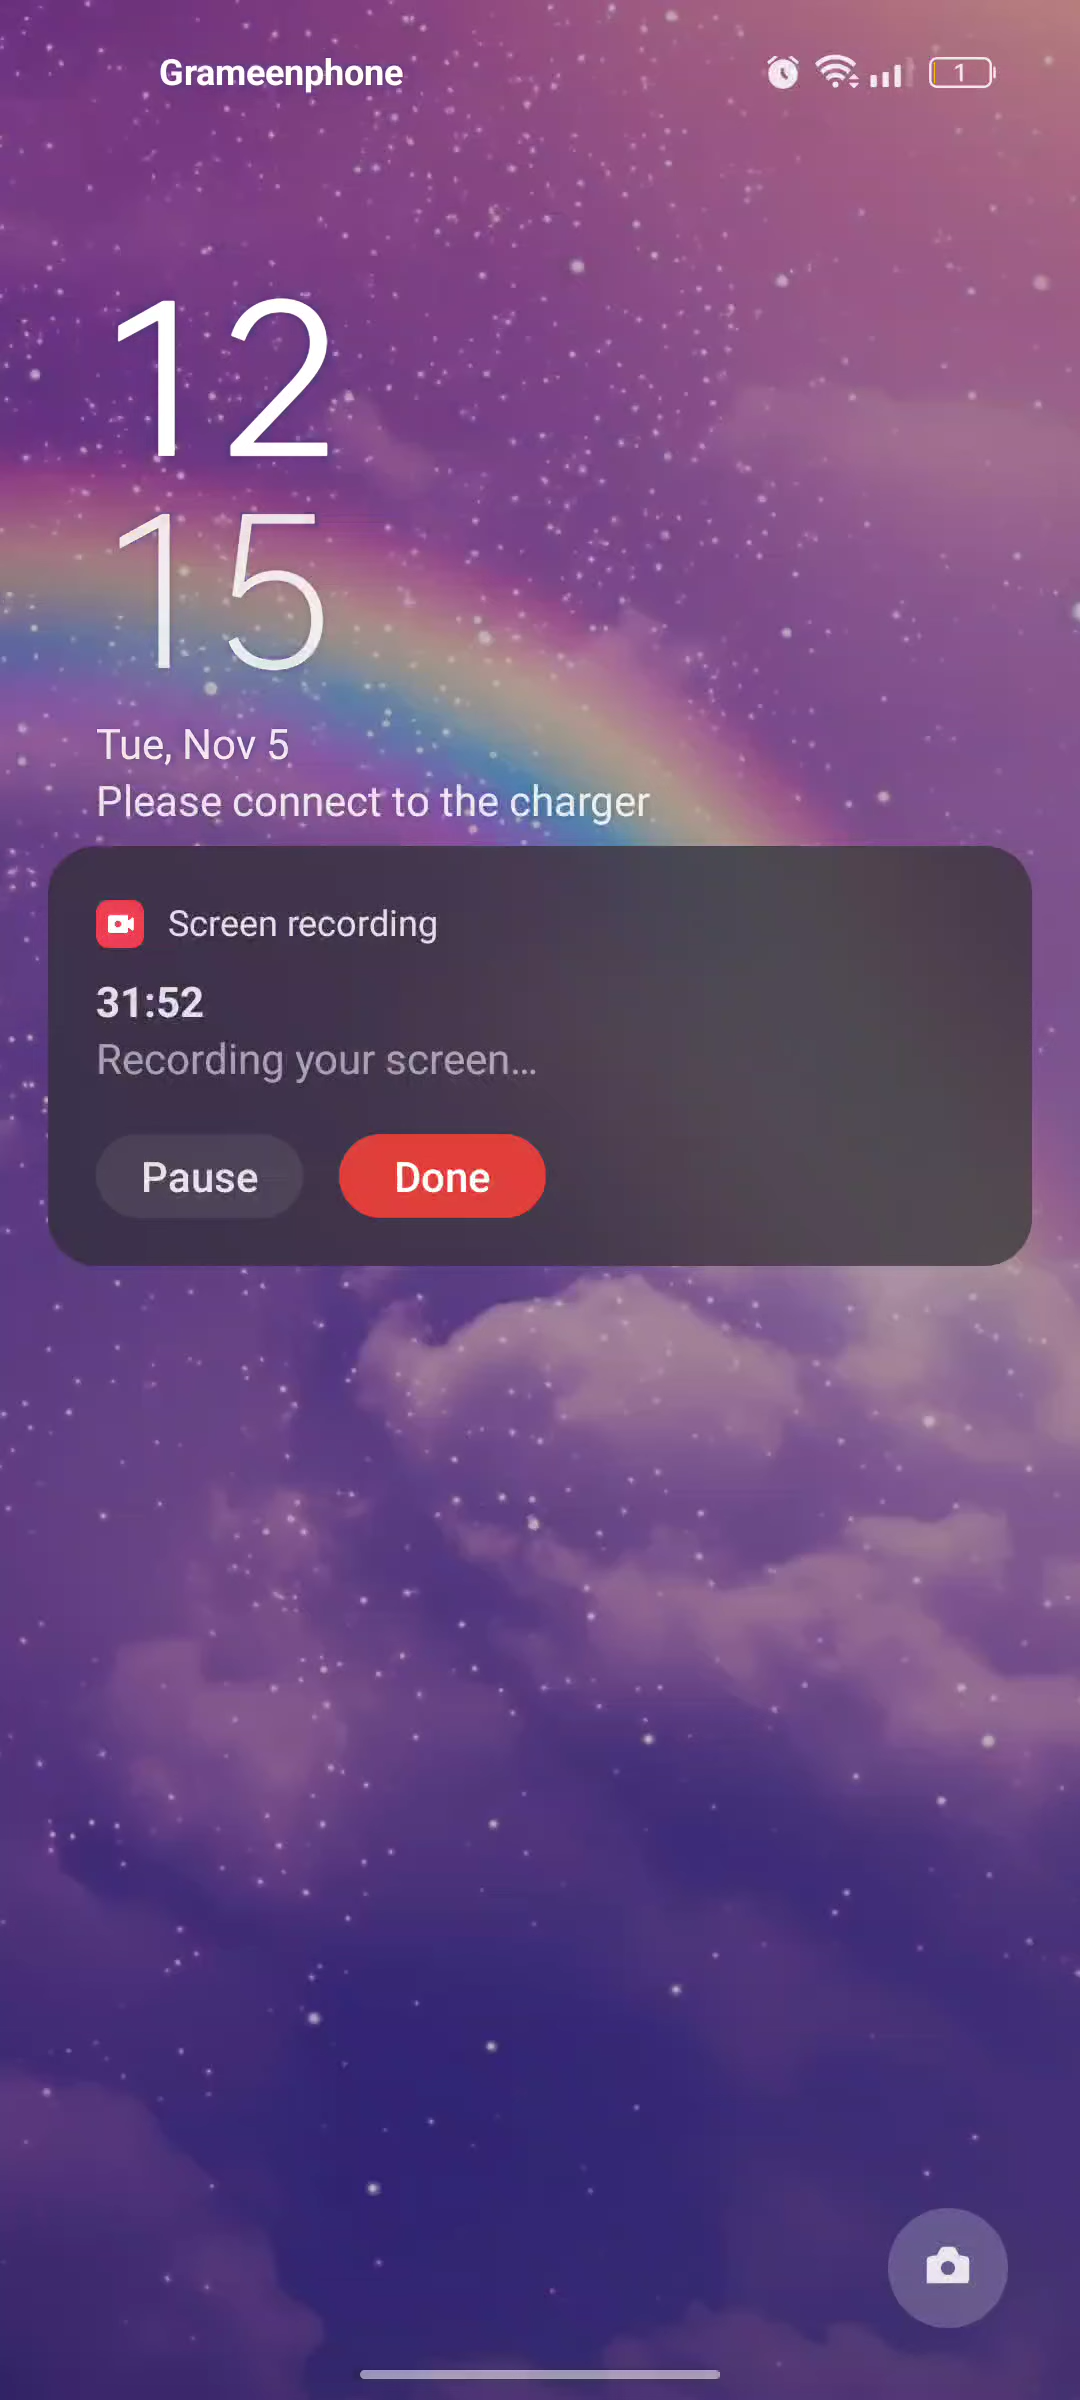 Grameenphone
1
12
15
Tue, Nov 5
Please connect to the charger
Screen recording
31:52
Recording your screen…
Pause
Done